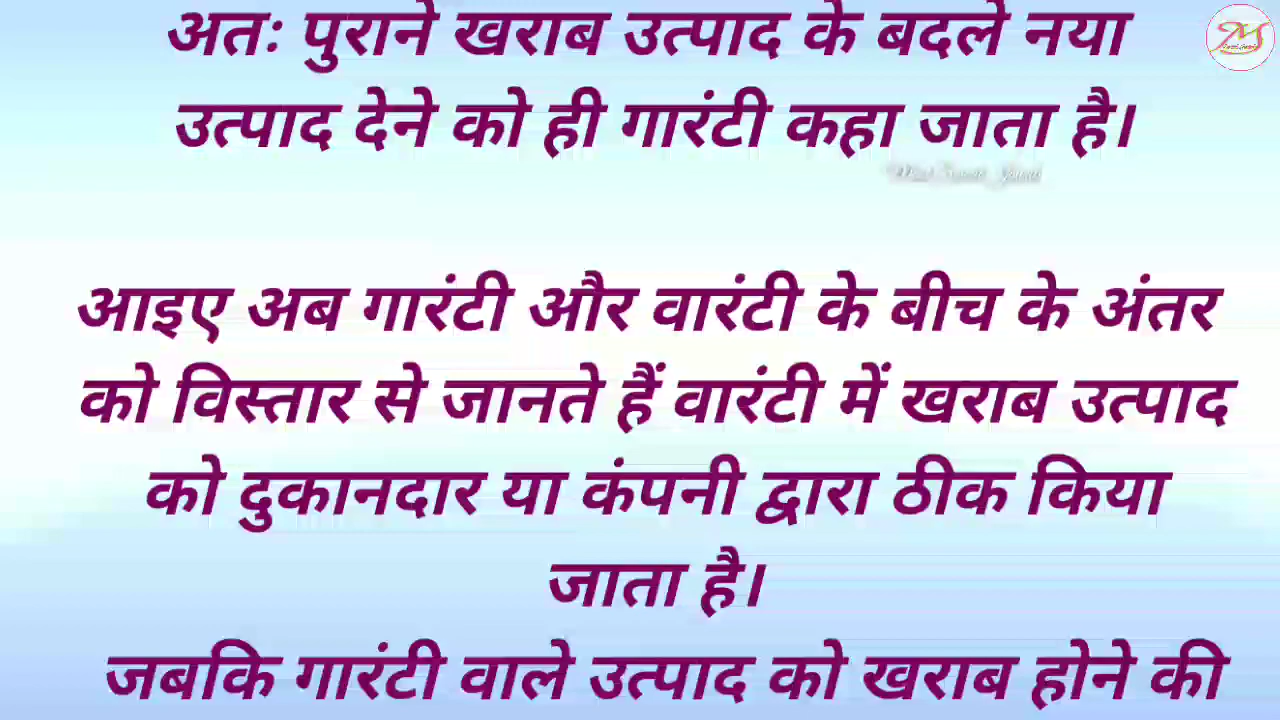 अतः पुराने खराब उत्पाद के बदले नया
उत्पाद देने को ही गारंटी कहा जाता है।
आइए अब गारंटी और वारंटी के बीच के अंतर
को विस्तार से जानते हैं वारंटी में खराब उत्पाद
को दुकानदार या कंपनी द्वारा ठीक किया
जाता है।
जबकि गारंटी वाले उत्पाद को खराब होने की